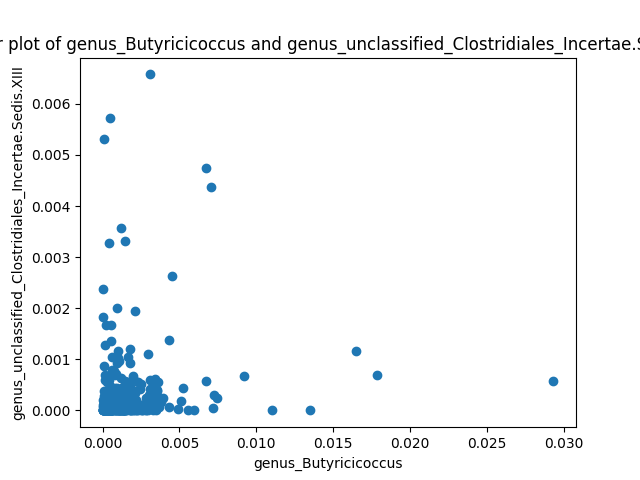 r plot of genus_Butyricicoccus and genus_unclassified_Clostridiales_Incertae.S
genus_unclassified_Clostridiales_Incertae.Sedis.XIII
0.006
0.005
0.004
0.003
0.002
0.001
0.000
0.000 0.005 0.010 0.015 0.020 0.025 0.030
genus_Butyricicoccus